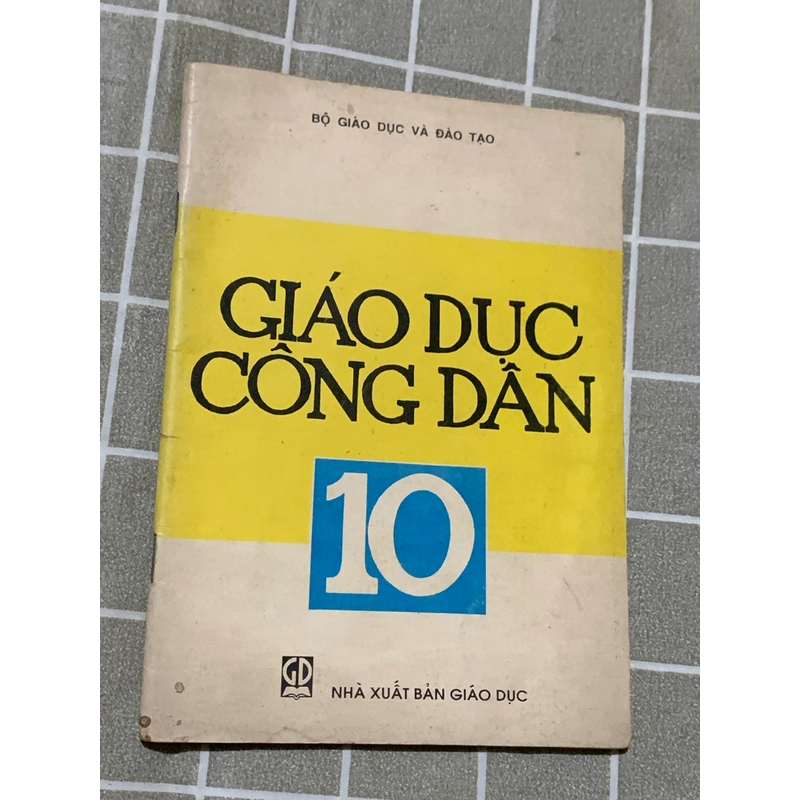 BỘ GIÁO DỤC VÀ ĐÀO TẠO
GIÁO DỤC
CÔNG DÂN
10
GD
NHÀ XUẤT BẢN GIÁO DỤC